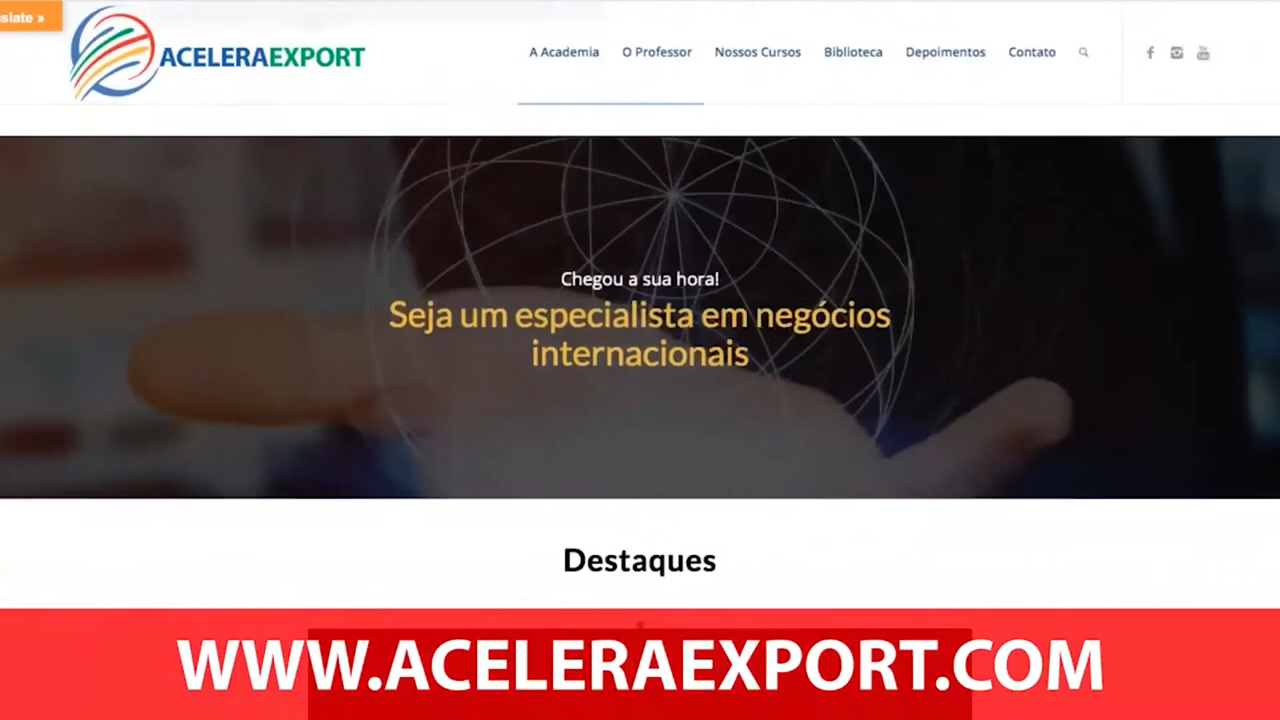 slate »
ACELERAEXPORT
A Academia O Professor Nossos Cursos Biblioteca Depoimentos Contato
Chegou a sua hora!
Seja um especialista em negócios
internacionais
Destaques
WWW.ACELERAEXPORT.COM